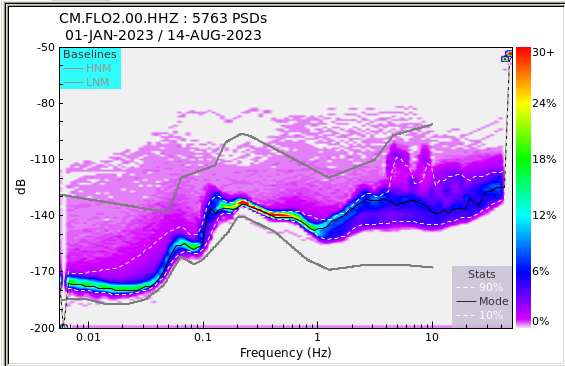 CM.FLO2.00.HHZ : 5763 PSDs
01-JAN-2023 / 14-AUG-2023
Baselines
HNM
LNM
-50
-80
-110
-140
-170
-200
dB
30+
24%
18%
12%
6%
0%
Stats
90%
Mode
10%
0.01
0.1
1
10
Frequency (Hz)